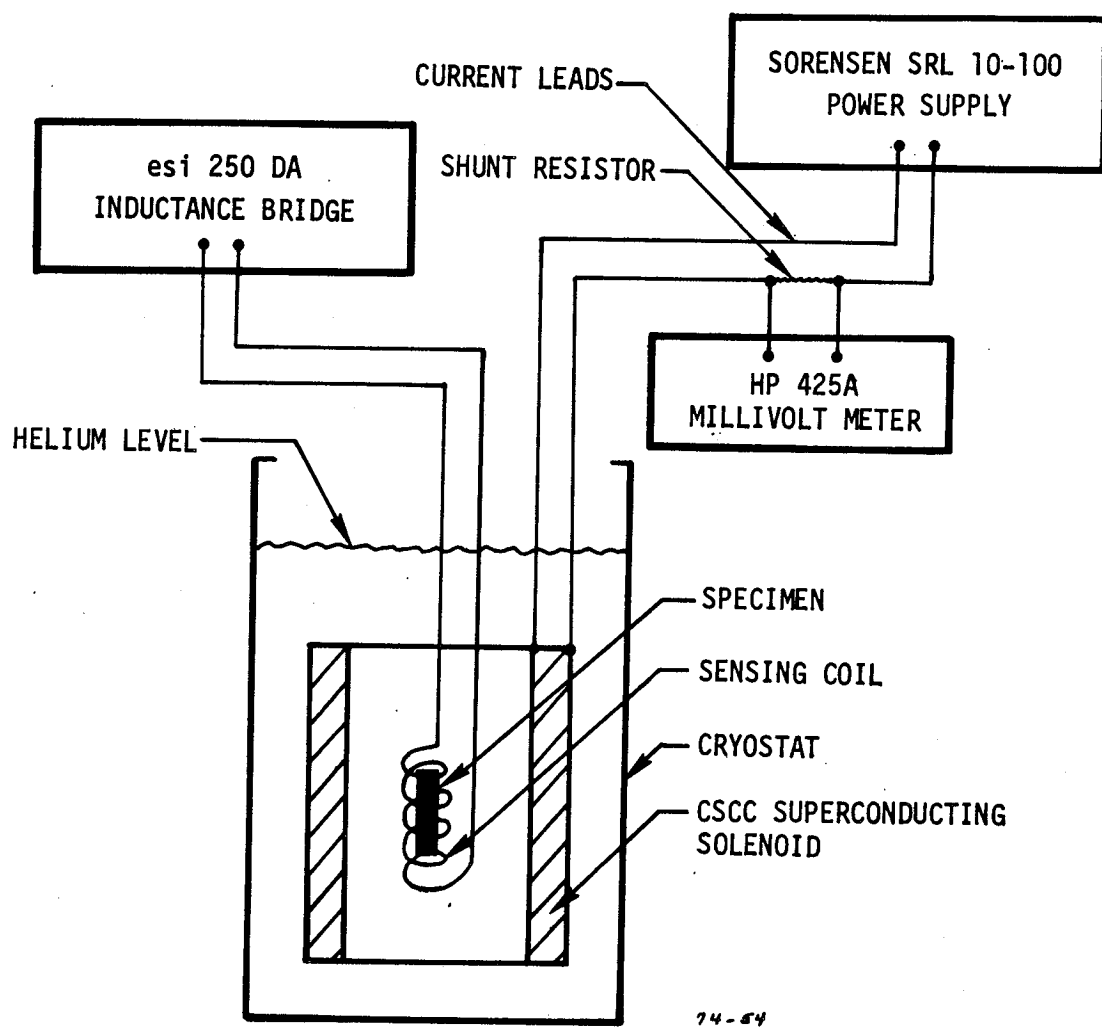 SORENSEN SRL 10-100
POWER SUPPLY
CURRENT LEADS
esi 250 DA
INDUCTANCE BRIDGE
SHUNT RESISTOR
HP 425A
MILLIVOLT METER
HELIUM LEVEL
SPECIMEN
SENSING COIL
CRYOSTAT
CSCC SUPERCONDUCTING
SOLENOID
74-54